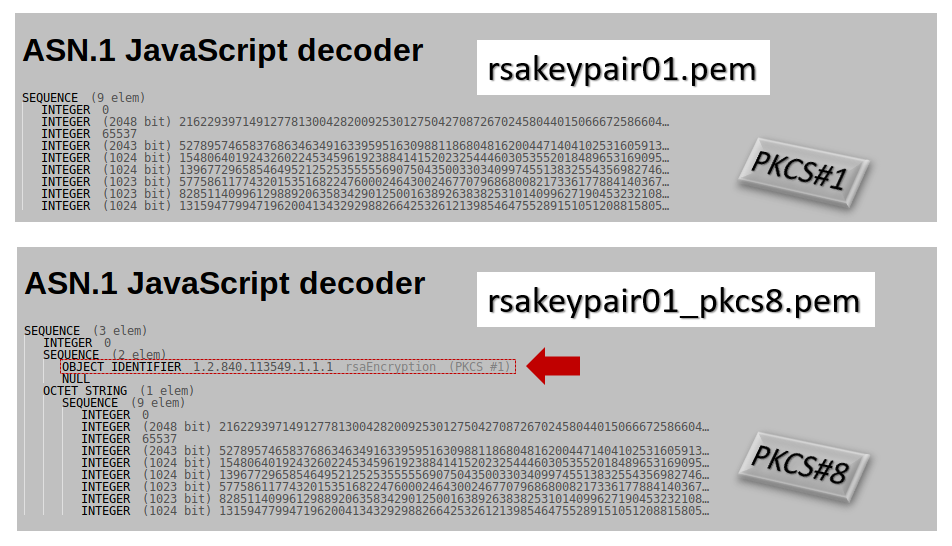 ASN.1 JavaScript decoder
rsakeypair01.pem
SEQUENCE (9 elem)
INTEGER 0
INTEGER (2048 bit) 216229397149127781300428200925301275042708726702458044015066672586604…
INTEGER 65537
INTEGER (2043 bit) 527895746583768634634916339595163098811868048162004471404102531605913…
INTEGER (1024 bit) 154806401924326022453459619238841415202325444603053552018489653169095…
INTEGER (1024 bit) 139677296585464952125253555556907504350033034099745513832554356982746…
INTEGER (1023 bit) 577586117743201535168224760002464300246770796868008217336177884140367…
INTEGER (1023 bit) 828511409961298892063583429012500163892638382531014099627190453232108…
INTEGER (1024 bit) 131594779947196200413432929882664253261213985464755289151051208815805…
PKCS#1
ASN.1 JavaScript decoder
rsakeypair01_pkcs8.pem
SEQUENCE (3 elem)
INTEGER 0
SEQUENCE (2 elem)
OBJECT IDENTIFIER 1.2.840.113549.1.1.1 rsaEncryption (PKCS #1)
NULL
OCTET STRING (1 elem)
SEQUENCE (9 elem)
INTEGER 0
INTEGER (2048 bit) 216229397149127781300428200925301275042708726702458044015066672586604…
INTEGER 65537
INTEGER (2043 bit) 527895746583768634634916339595163098811868048162004471404102531605913…
INTEGER (1024 bit) 154806401924326022453459619238841415202325444603053552018489653169095…
INTEGER (1024 bit) 139677296585464952125253555556907504350033034099745513832554356982746…
INTEGER (1023 bit) 577586117743201535168224760002464300246770796868008217336177884140367…
INTEGER (1023 bit) 828511409961298892063583429012500163892638382531014099627190453232108…
INTEGER (1024 bit) 131594779947196200413432929882664253261213985464755289151051208815805…
PKCS#8